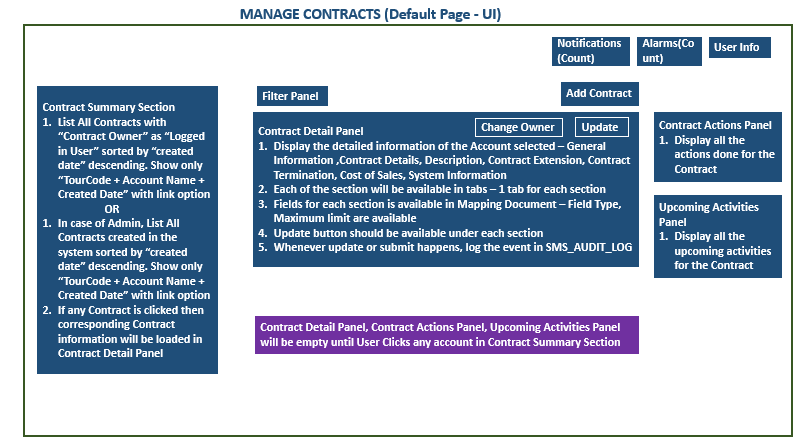 MANAGE CONTRACTS (Default Page - UI)
Notifications
(Count)
Alarms(Co
unt)
User Info
Filter Panel
Add Contract
Contract Summary Section
1. List All Contracts with
“Contract Owner” as “Logged
in User” sorted by “created
date” descending. Show only
“TourCode + Account Name +
Created Date” with link option
OR
1. In case of Admin, List All
Contracts created in the
system sorted by “created
date” descending. Show only
“TourCode + Account Name +
Created Date” with link option
2. If any Contract is clicked then
corresponding Contract
information will be loaded in
Contract Detail Panel
Contract Detail Panel
Change Owner
Update
1. Display the detailed information of the Account selected – General
Information ,Contract Details, Description, Contract Extension, Contract
Termination, Cost of Sales, System Information
2. Each of the section will be available in tabs – 1 tab for each section
3. Fields for each section is available in Mapping Document – Field Type,
Maximum limit are available
4. Update button should be available under each section
5. Whenever update or submit happens, log the event in SMS_AUDIT_LOG
Contract Actions Panel
1. Display all the
actions done for the
Contract
Upcoming Activities
Panel
1. Display all the
upcoming activities
for the Contract
Contract Detail Panel, Contract Actions Panel, Upcoming Activities Panel
will be empty until User Clicks any account in Contract Summary Section